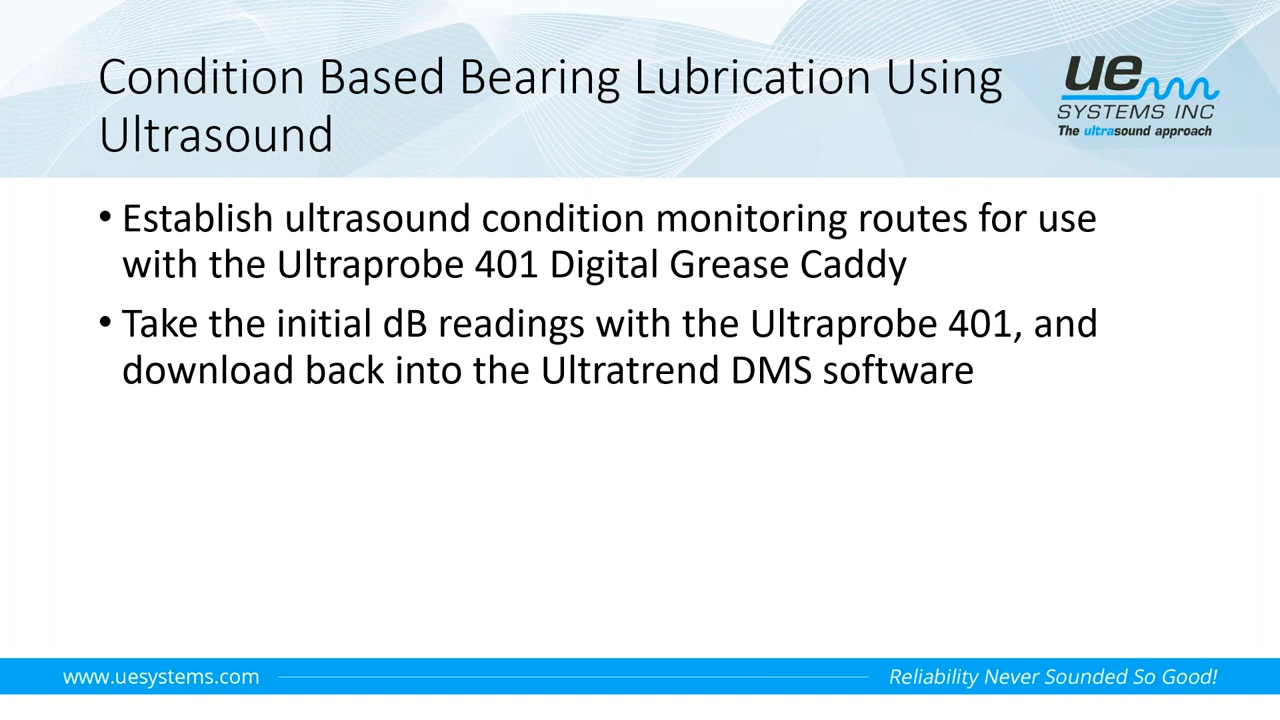 Condition Based Bearing Lubrication Using
Ultrasound
ue
SYSTEMS INC
The ultrasound approach
• Establish ultrasound condition monitoring routes for use
with the Ultraprobe 401 Digital Grease Caddy
• Take the initial dB readings with the Ultraprobe 401, and
download back into the Ultratrend DMS software
www.uesystems.com
Reliability Never Sounded So Good!